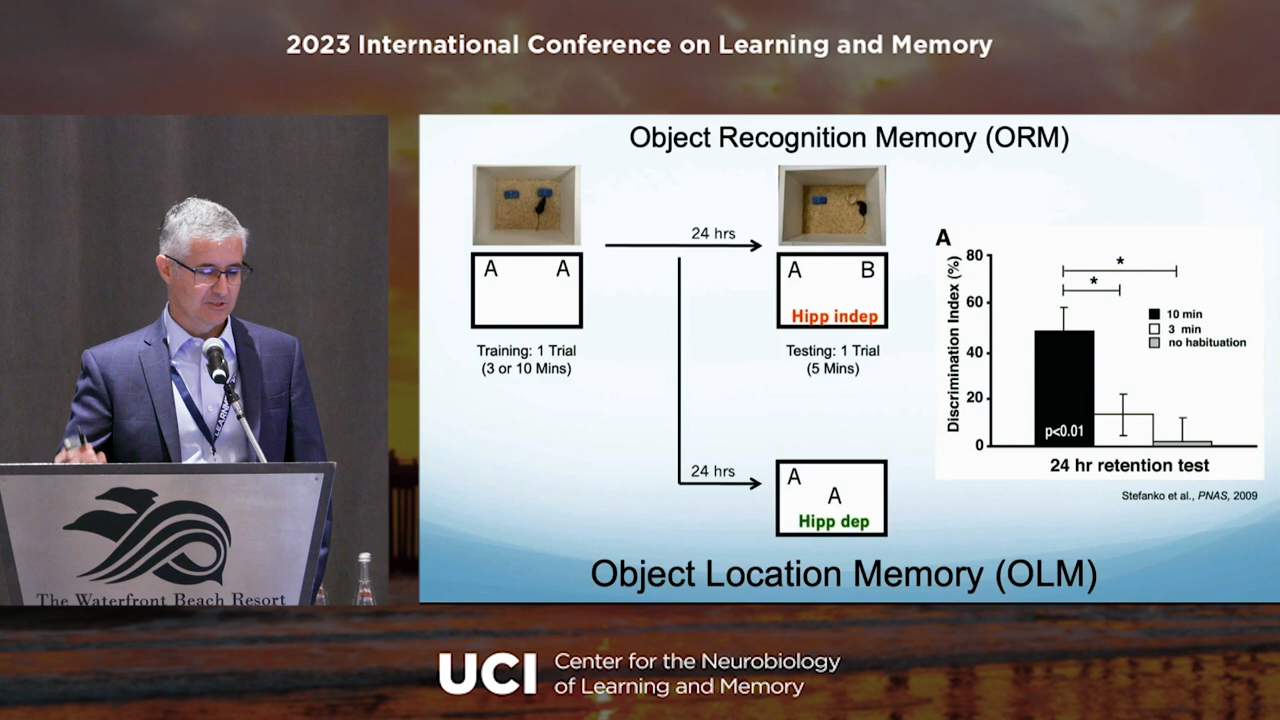 2023 International Conference on Learning and Memory
Object Recognition Memory (ORM)
24 hrs
A A
A B
Hipp indep
Training: 1 Trial
(3 or 10 Mins)
Testing: 1 Trial
(5 Mins)
24 hrs
A
A
Hipp dep
Object Location Memory (OLM)
A
Discrimination Index (%)
80
60
40
20
0
*
*
10 min
3 min
no habituation
p<0.01
24 hr retention test
Stefanko et al., PNAS, 2009
LEARN
The Waterfront Beach Resort
UCI
Center for the Neurobiology
of Learning and Memory